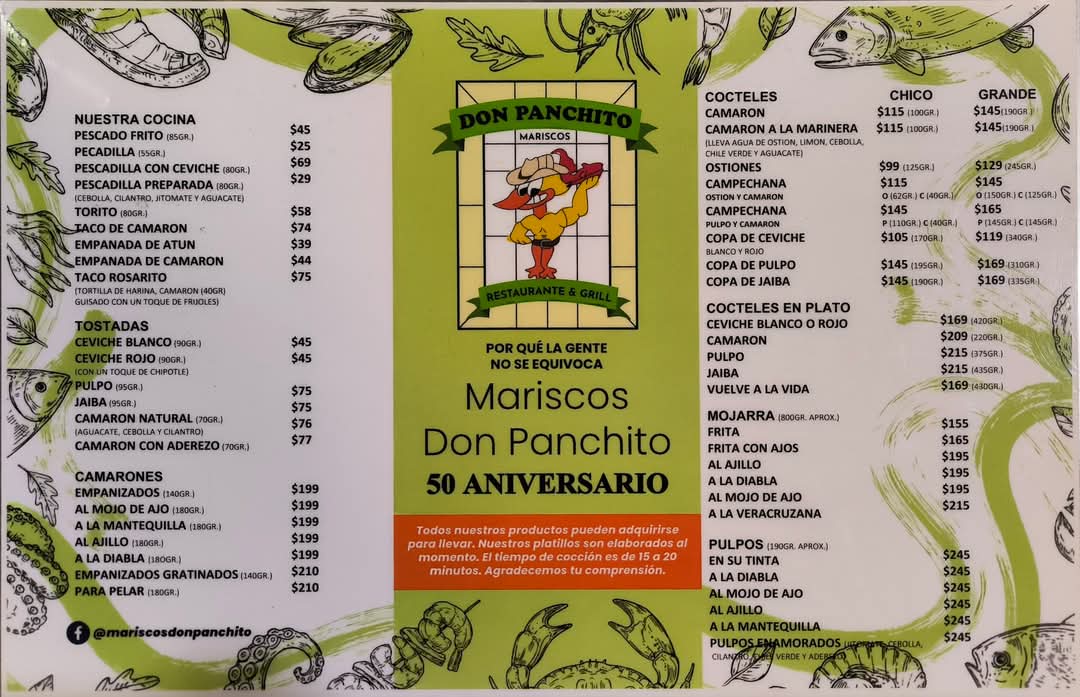 NUESTRA COCINA
PESCADO FRITO (85GR.) $45
PECADILLA (55GR.) $25
PESCADILLA CON CEVICHE (80GR.) $69
PESCADILLA PREPARADA (80GR.) $29
(CEBOLLA, CILANTRO, JITOMATE Y AGUACATE)
TORITO (80GR.) $58
TACO DE CAMARON $74
EMPANADA DE ATUN $39
EMPANADA DE CAMARON $44
TACO ROSARITO $75
(TORTILLA DE HARINA, CAMARON (40GR)
GUISADO CON UN TOQUE DE FRIJOLES)
TOSTADAS
CEVICHE BLANCO (90GR.) $45
CEVICHE ROJO (90GR.) $45
(CON UN TOQUE DE CHIPOTLE)
PULPO (95GR.) $75
JAIBA (95GR.) $75
CAMARON NATURAL (70GR.) $76
(AGUACATE, CEBOLLA Y CILANTRO)
CAMARON CON ADEREZO (70GR.) $77
CAMARONES
EMPANIZADOS (140GR.) $199
AL MOJO DE AJO (180GR.) $199
A LA MANTEQUILLA (180GR.) $199
AL AJILLO (180GR.) $199
A LA DIABLA (180GR.) $199
EMPANIZADOS GRATINADOS (140GR.) $210
PARA PELAR (180GR.) $210
@mariscosdonpanchito
DON PANCHITO
MARISCOS
RESTAURANTE & GRILL
POR QUÉ LA GENTE
NO SE EQUIVOCA
Mariscos
Don Panchito
50 ANIVERSARIO
Todos nuestros productos pueden adquirirse
para llevar. Nuestros platillos son elaborados al
momento. El tiempo de cocción es de 15 a 20
minutos. Agradecemos tu comprensión.
COCTELES CHICO GRANDE
CAMARON $115 (100GR.) $145(190GR.)
CAMARON A LA MARINERA $115 (100GR.) $145(190GR.)
(LLEVA AGUA DE OSTION, LIMON, CEBOLLA,
CHILE VERDE Y AGUACATE)
OSTIONES $99 (125GR.) $129 (245GR.)
CAMPECHANA $115 $145
OSTION Y CAMARON O (62GR.) C (40GR.) O (150GR.) C (125GR.)
CAMPECHANA $145 $165
PULPO Y CAMARON P (110GR.) C (40GR.) P (145GR.) C (145GR.)
COPA DE CEVICHE $105 (170GR.) $119 (340GR.)
BLANCO Y ROJO
COPA DE PULPO $145 (195GR.) $169 (310GR.)
COPA DE JAIBA $145 (190GR.) $169 (335GR.)
COCTELES EN PLATO
CEVICHE BLANCO O ROJO $169 (420GR.)
CAMARON $209 (220GR.)
PULPO $215 (375GR.)
JAIBA $215 (435GR.)
VUELVE A LA VIDA $169 (430GR.)
MOJARRA (800GR. APROX.)
FRITA $155
FRITA CON AJOS $165
AL AJILLO $195
A LA DIABLA $195
AL MOJO DE AJO $195
A LA VERACRUZANA $215
PULPOS (190GR. APROX.)
EN SU TINTA $245
A LA DIABLA $245
AL MOJO DE AJO $245
AL AJILLO $245
A LA MANTEQUILLA $245
PULPOS ENAMORADOS (JITOMATE, CEBOLLA, $245
CILANTRO, CHILE VERDE Y ADEREZO)